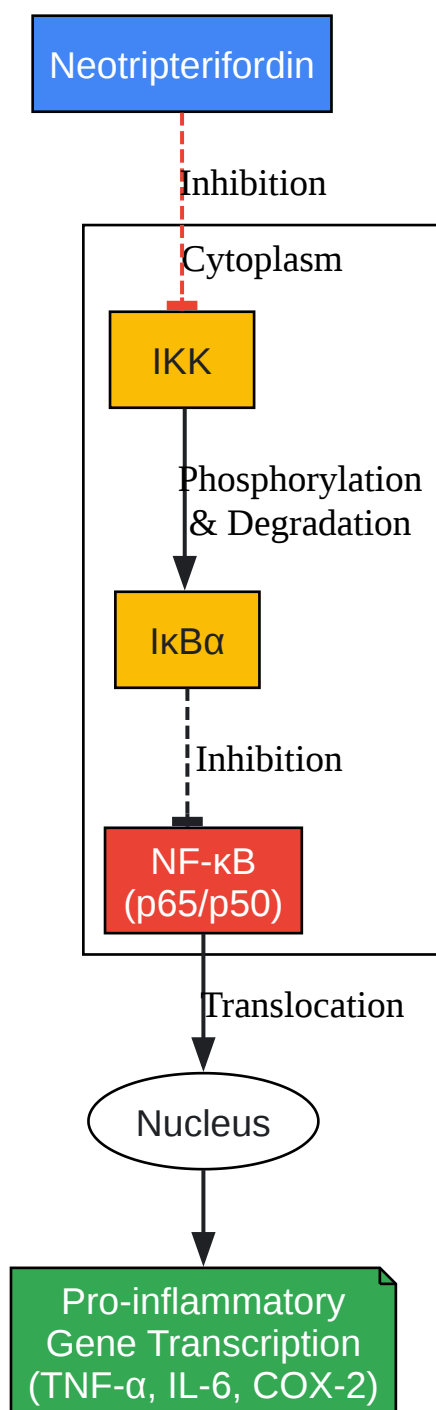 Neotripterifordin
Inhibition
Cytoplasm
IKK
Phosphorylation
& Degradation
IκBα
Inhibition
NF-κB
(p65/p50)
Translocation
Nucleus
Pro-inflammatory
Gene Transcription
(TNF-α, IL-6, COX-2)